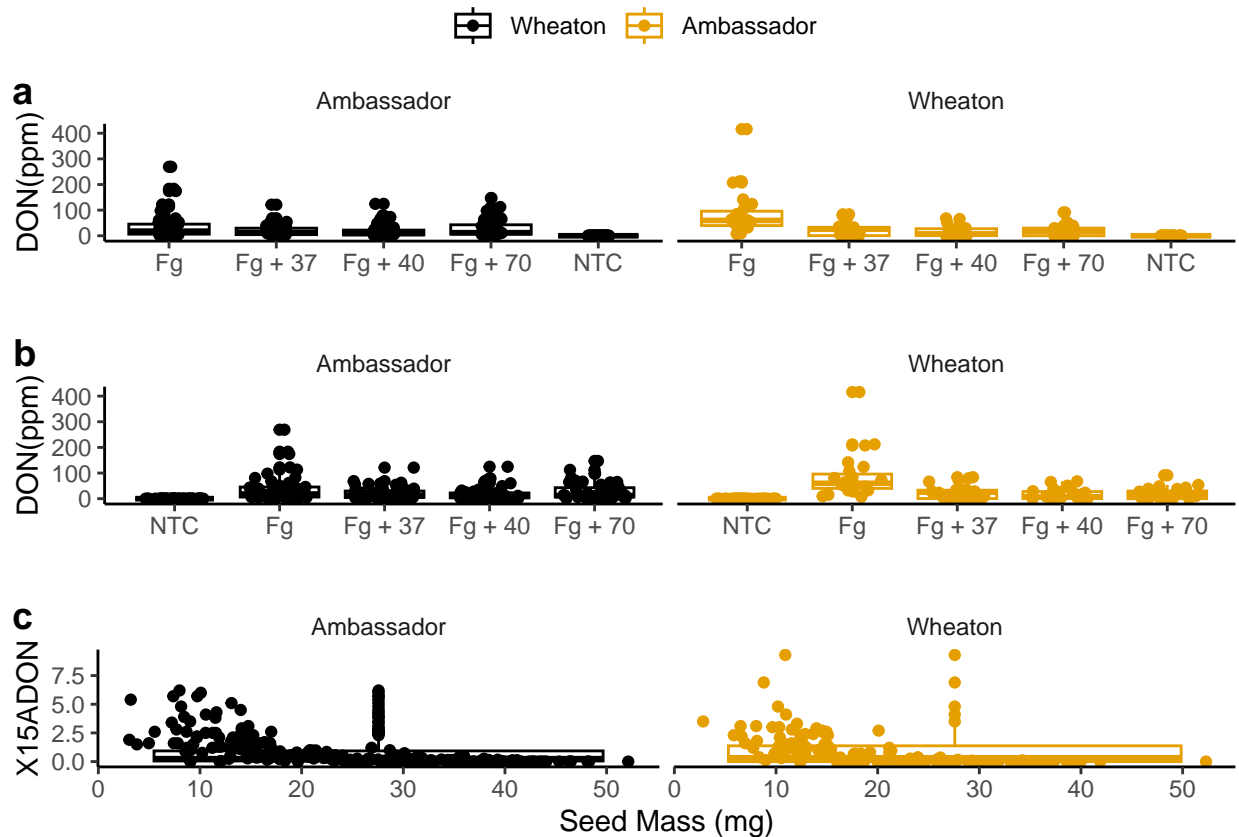 Wheaton Ambassador
a
Ambassador Wheaton
DON(ppm)
400
300
200
100
0
Fg Fg + 37 Fg + 40 Fg + 70 NTC Fg Fg + 37 Fg + 40 Fg + 70 NTC
b
Ambassador Wheaton
DON(ppm)
400
300
200
100
0
NTC Fg Fg + 37 Fg + 40 Fg + 70 NTC Fg Fg + 37 Fg + 40 Fg + 70
c
Ambassador Wheaton
X15ADON
7.5
5.0
2.5
0.0
0 10 20 30 40 50 0 10 20 30 40 50
Seed Mass (mg)